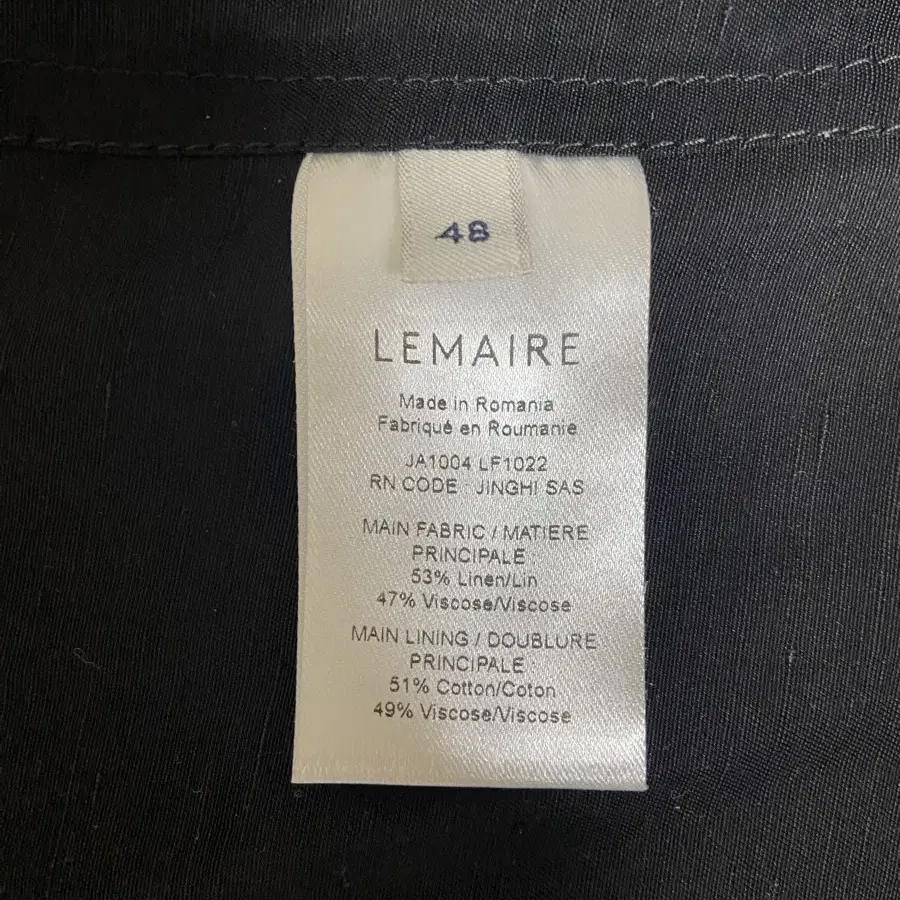 48
LEMAIRE
Made in Romania
Fabriqué en Roumanie
JA1004 LF1022
RN CODE : JINGHI SAS
MAIN FABRIC / MATIERE
PRINCIPALE :
53% Linen/Lin
47% Viscose/Viscose
MAIN LINING / DOUBLURE
PRINCIPALE :
51% Cotton/Coton
49% Viscose/Viscose